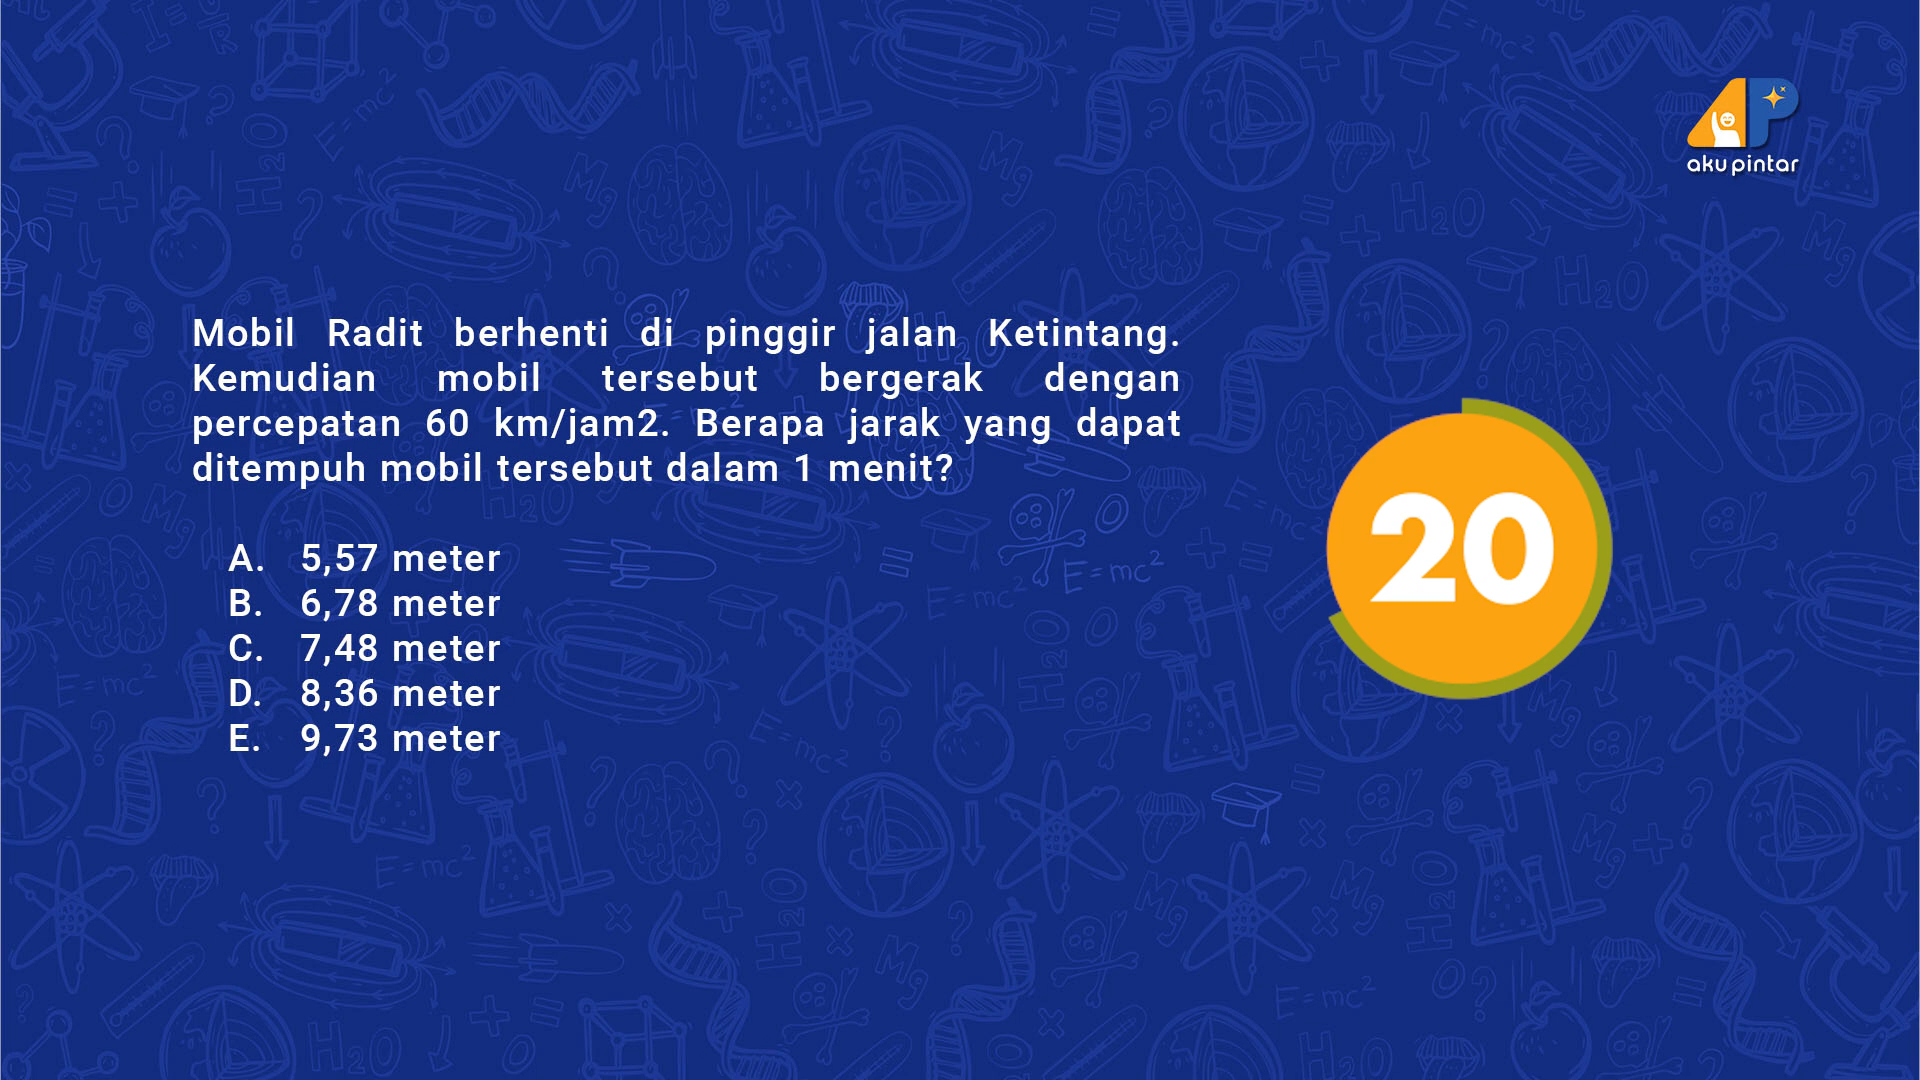 aku pintar
Mobil Radit berhenti di pinggir jalan Ketintang.
Kemudian mobil tersebut bergerak dengan
percepatan 60 km/jam2. Berapa jarak yang dapat
ditempuh mobil tersebut dalam 1 menit?
A. 5,57 meter
B. 6,78 meter
C. 7,48 meter
D. 8,36 meter
E. 9,73 meter
20